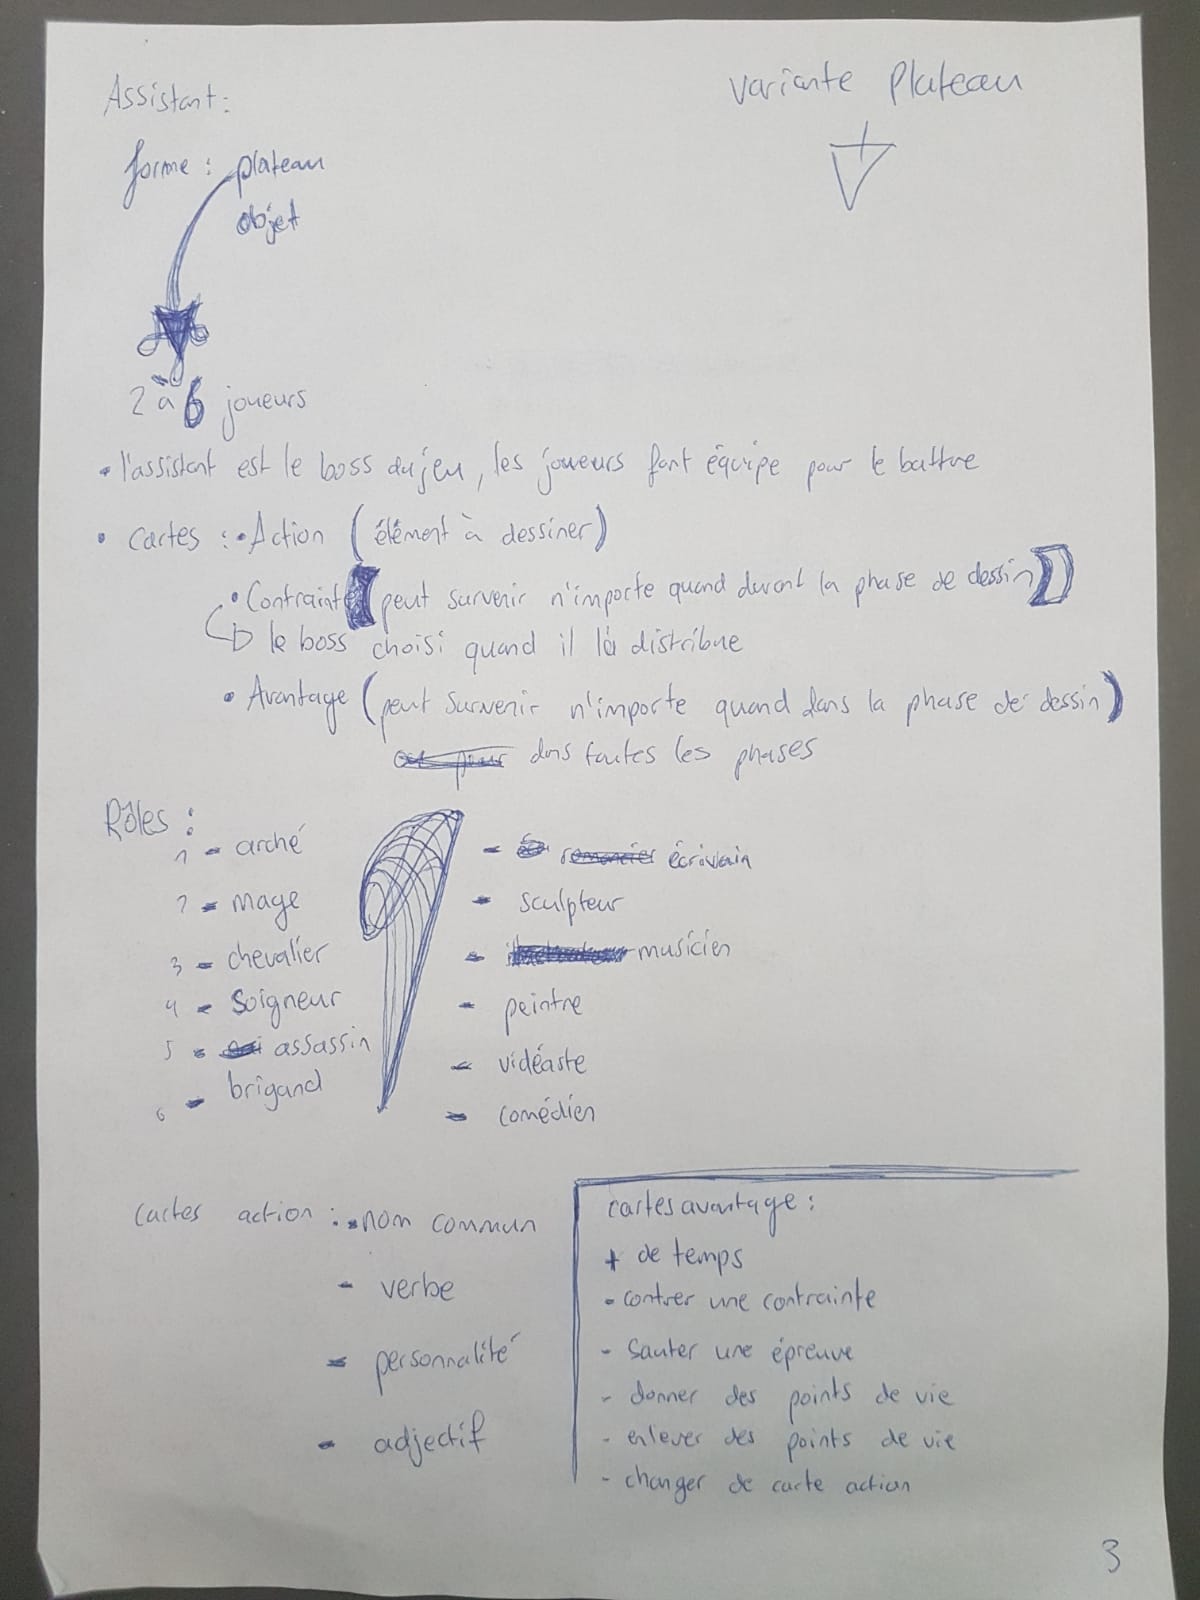 Assistant:
variante plateau
forme : plateau
objet
2 à 6 joueurs
• l'assistant est le boss du jeu, les joueurs font équipe pour le battre
• cartes : • Action (élément à dessiner)
• Contrainte (peut survenir n'importe quand durant la phase de dessin)
le boss choisi quand il la distribue
• Avantage (peut survenir n'importe quand dans la phase de dessin)
dans toutes les phases
Rôles :
1 - arché
2 - mage
3 - chevalier
4 - Soigneur
5 - assassin
6 - brigand
- écrivain
- sculpteur
- musicien
- peintre
- vidéaste
- comédien
cartes action : - nom commun
- verbe
- personnalité
- adjectif
cartes avantage :
+ de temps
- contrer une contrainte
- Sauter une épreuve
- donner des points de vie
- enlever des points de vie
- changer de carte action
3